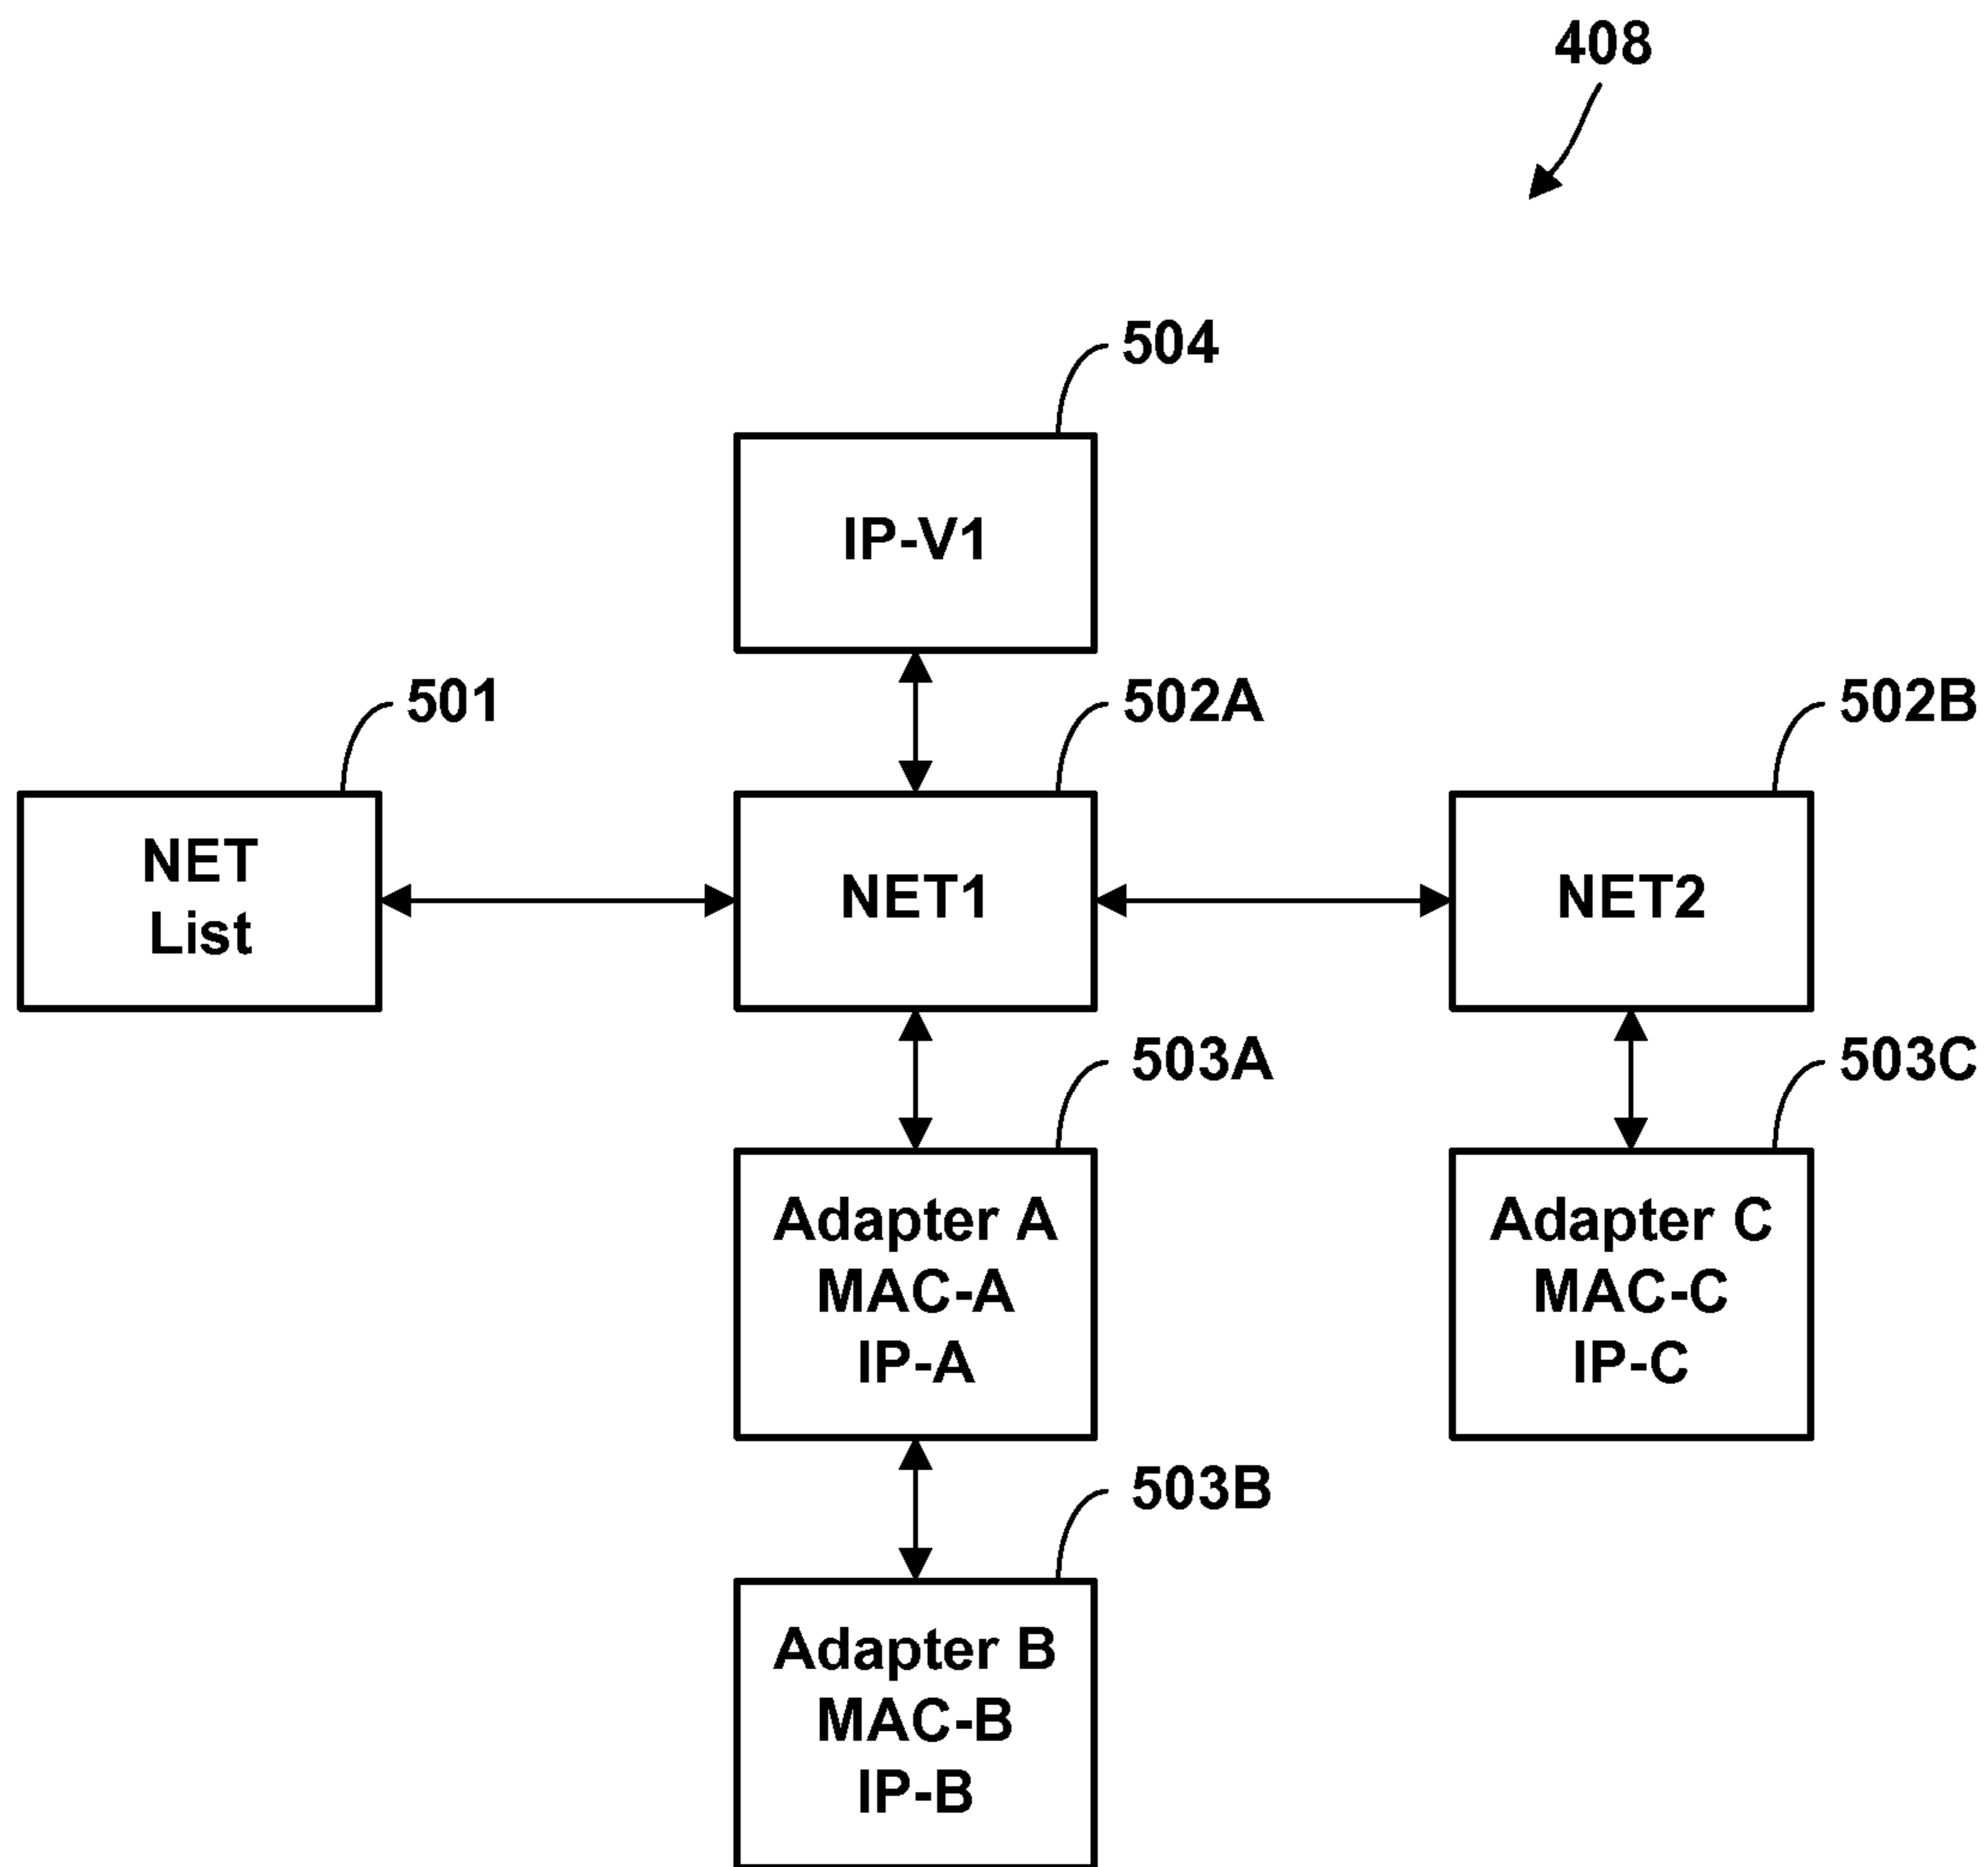 408
504
IP-V1
501
502A
502B
NET
List
NET1
NET2
503A
503C
Adapter A
MAC-A
IP-A
Adapter C
MAC-C
IP-C
503B
Adapter B
MAC-B
IP-B